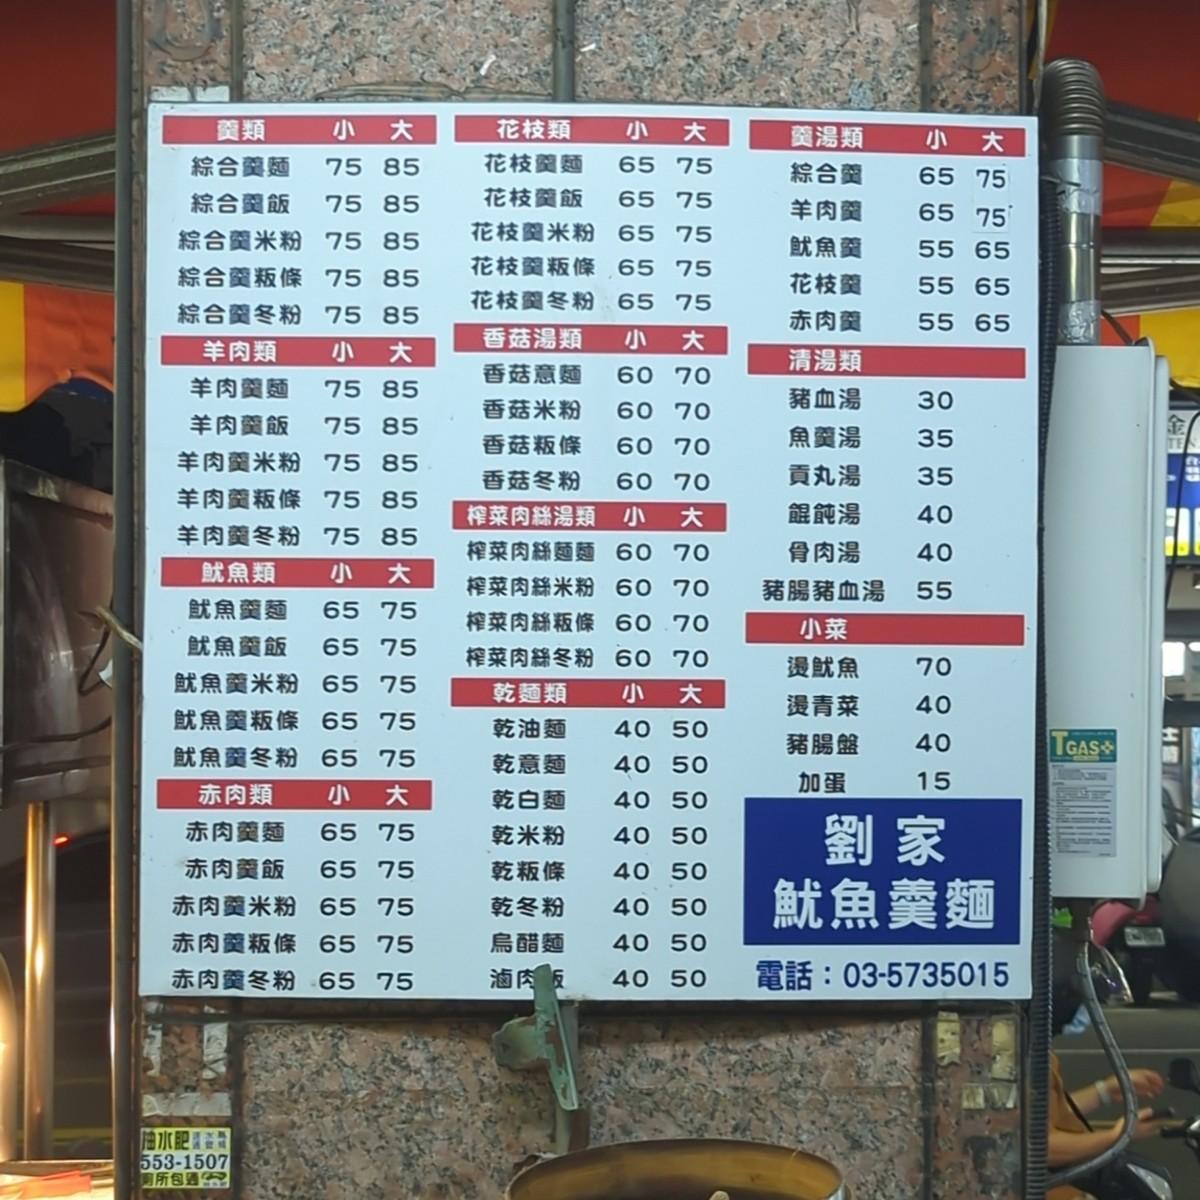 羹類 小 大
綜合羹麵 75 85
綜合羹飯 75 85
綜合羹米粉 75 85
綜合羹粄條 75 85
綜合羹冬粉 75 85
羊肉類 小 大
羊肉羹麵 75 85
羊肉羹飯 75 85
羊肉羹米粉 75 85
羊肉羹粄條 75 85
羊肉羹冬粉 75 85
魷魚類 小 大
魷魚羹麵 65 75
魷魚羹飯 65 75
魷魚羹米粉 65 75
魷魚羹粄條 65 75
魷魚羹冬粉 65 75
赤肉類 小 大
赤肉羹麵 65 75
赤肉羹飯 65 75
赤肉羹米粉 65 75
赤肉羹粄條 65 75
赤肉羹冬粉 65 75
花枝類 小 大
花枝羹麵 65 75
花枝羹飯 65 75
花枝羹米粉 65 75
花枝羹粄條 65 75
花枝羹冬粉 65 75
香菇湯類 小 大
香菇意麵 60 70
香菇米粉 60 70
香菇粄條 60 70
香菇冬粉 60 70
榨菜肉絲湯類 小 大
榨菜肉絲麵麵 60 70
榨菜肉絲米粉 60 70
榨菜肉絲粄條 60 70
榨菜肉絲冬粉 60 70
乾麵類 小 大
乾油麵 40 50
乾意麵 40 50
乾白麵 40 50
乾米粉 40 50
乾粄條 40 50
乾冬粉 40 50
烏醋麵 40 50
滷肉飯 40 50
羹湯類 小 大
綜合羹 65 75
羊肉羹 65 75
魷魚羹 55 65
花枝羹 55 65
赤肉羹 55 65
清湯類
豬血湯 30
魚羹湯 35
貢丸湯 35
餛飩湯 40
骨肉湯 40
豬腸豬血湯 55
小菜
燙魷魚 70
燙青菜 40
豬腸盤 40
加蛋 15
劉家
魷魚羹麵
電話：03-5735015
TGAS
抽水肥
553-1507
廁所包通
金